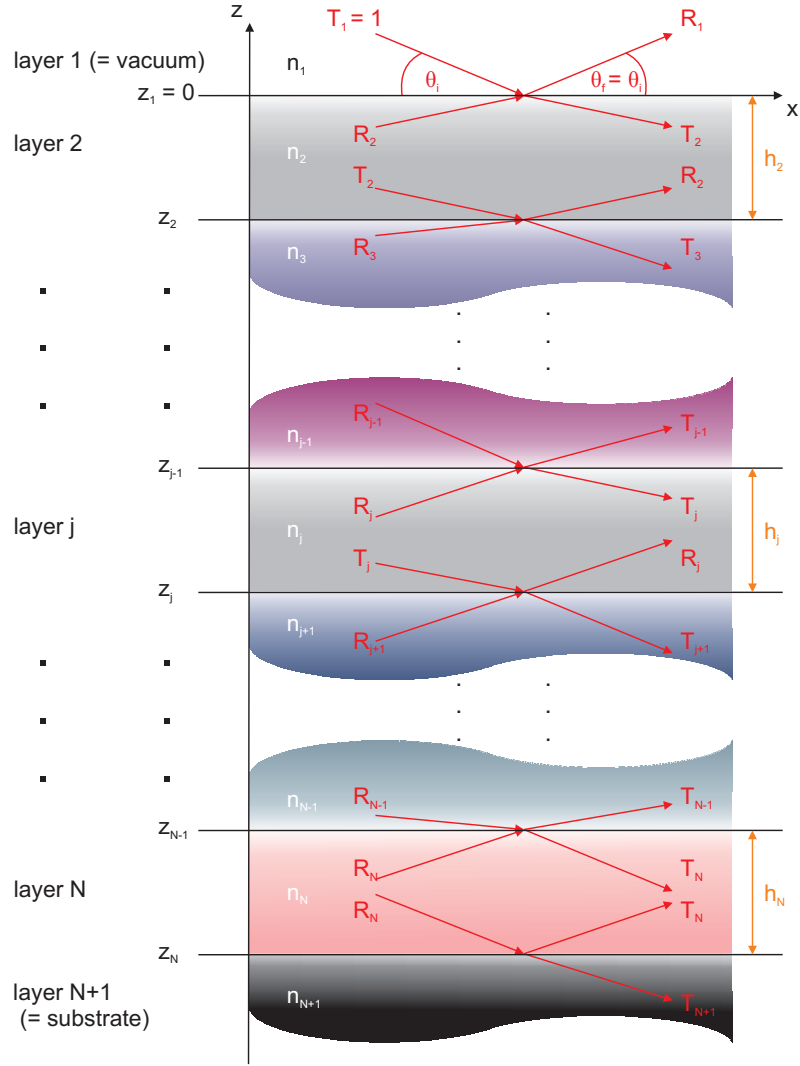 z
T₁ = 1
R₁
layer 1 (= vacuum)
n₁
θᵢ
θ_f = θᵢ
z₁ = 0
x
layer 2
R₂
T₂
n₂
h₂
T₂
R₂
z₂
n₃
R₃
T₃
R_{j-1}
T_{j-1}
n_{j-1}
z_{j-1}
layer j
R_j
T_j
n_j
h_j
T_j
R_j
z_j
n_{j+1}
R_{j+1}
T_{j+1}
n_{N-1}
R_{N-1}
T_{N-1}
z_{N-1}
layer N
R_N
T_N
n_N
h_N
R_N
T_N
z_N
layer N+1
(= substrate)
n_{N+1}
T_{N+1}